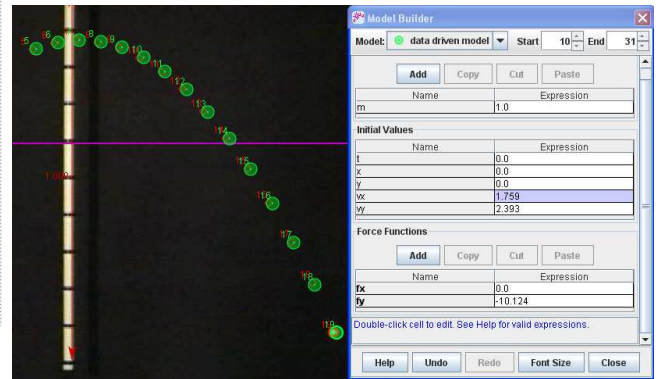 5
6
8
9
10
11
12
13
14
15
16
17
18
19
1.000
Model Builder
Model: data driven model Start 10 End 31
Add Copy Cut Paste
Name Expression
m 1.0
Initial Values
Name Expression
t 0.0
x 0.0
y 0.0
vx 1.759
vy 2.393
Force Functions
Add Copy Cut Paste
Name Expression
fx 0.0
fy -10.124
Double-click cell to edit. See Help for valid expressions.
Help Undo Redo Font Size Close